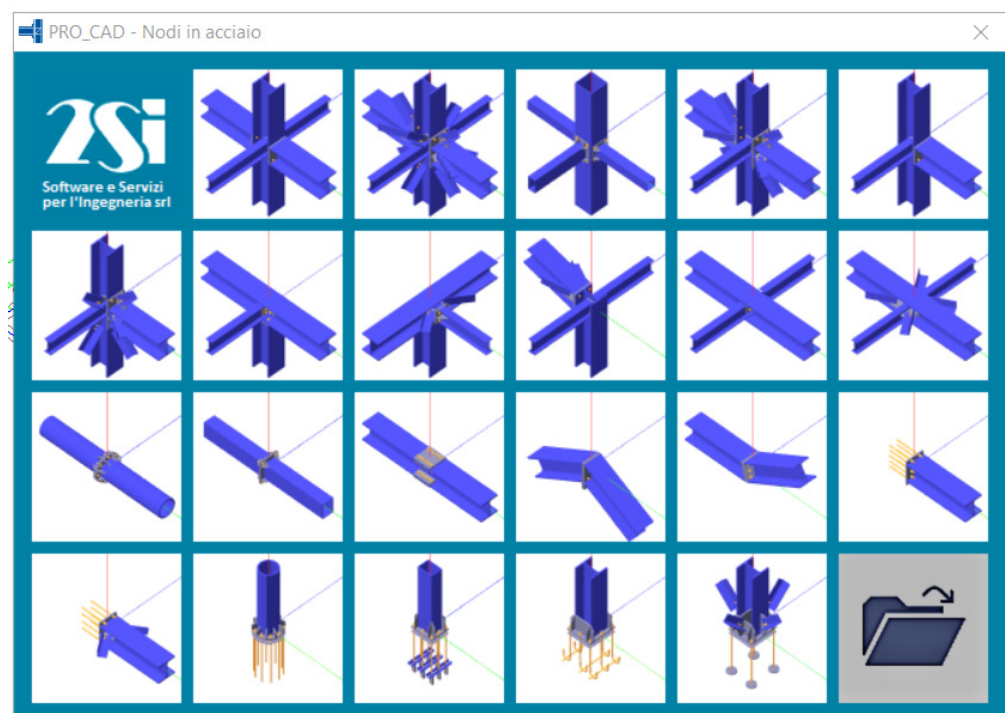 PRO_CAD - Nodi in acciaio
2Si
Software e Servizi
per l'Ingegneria srl